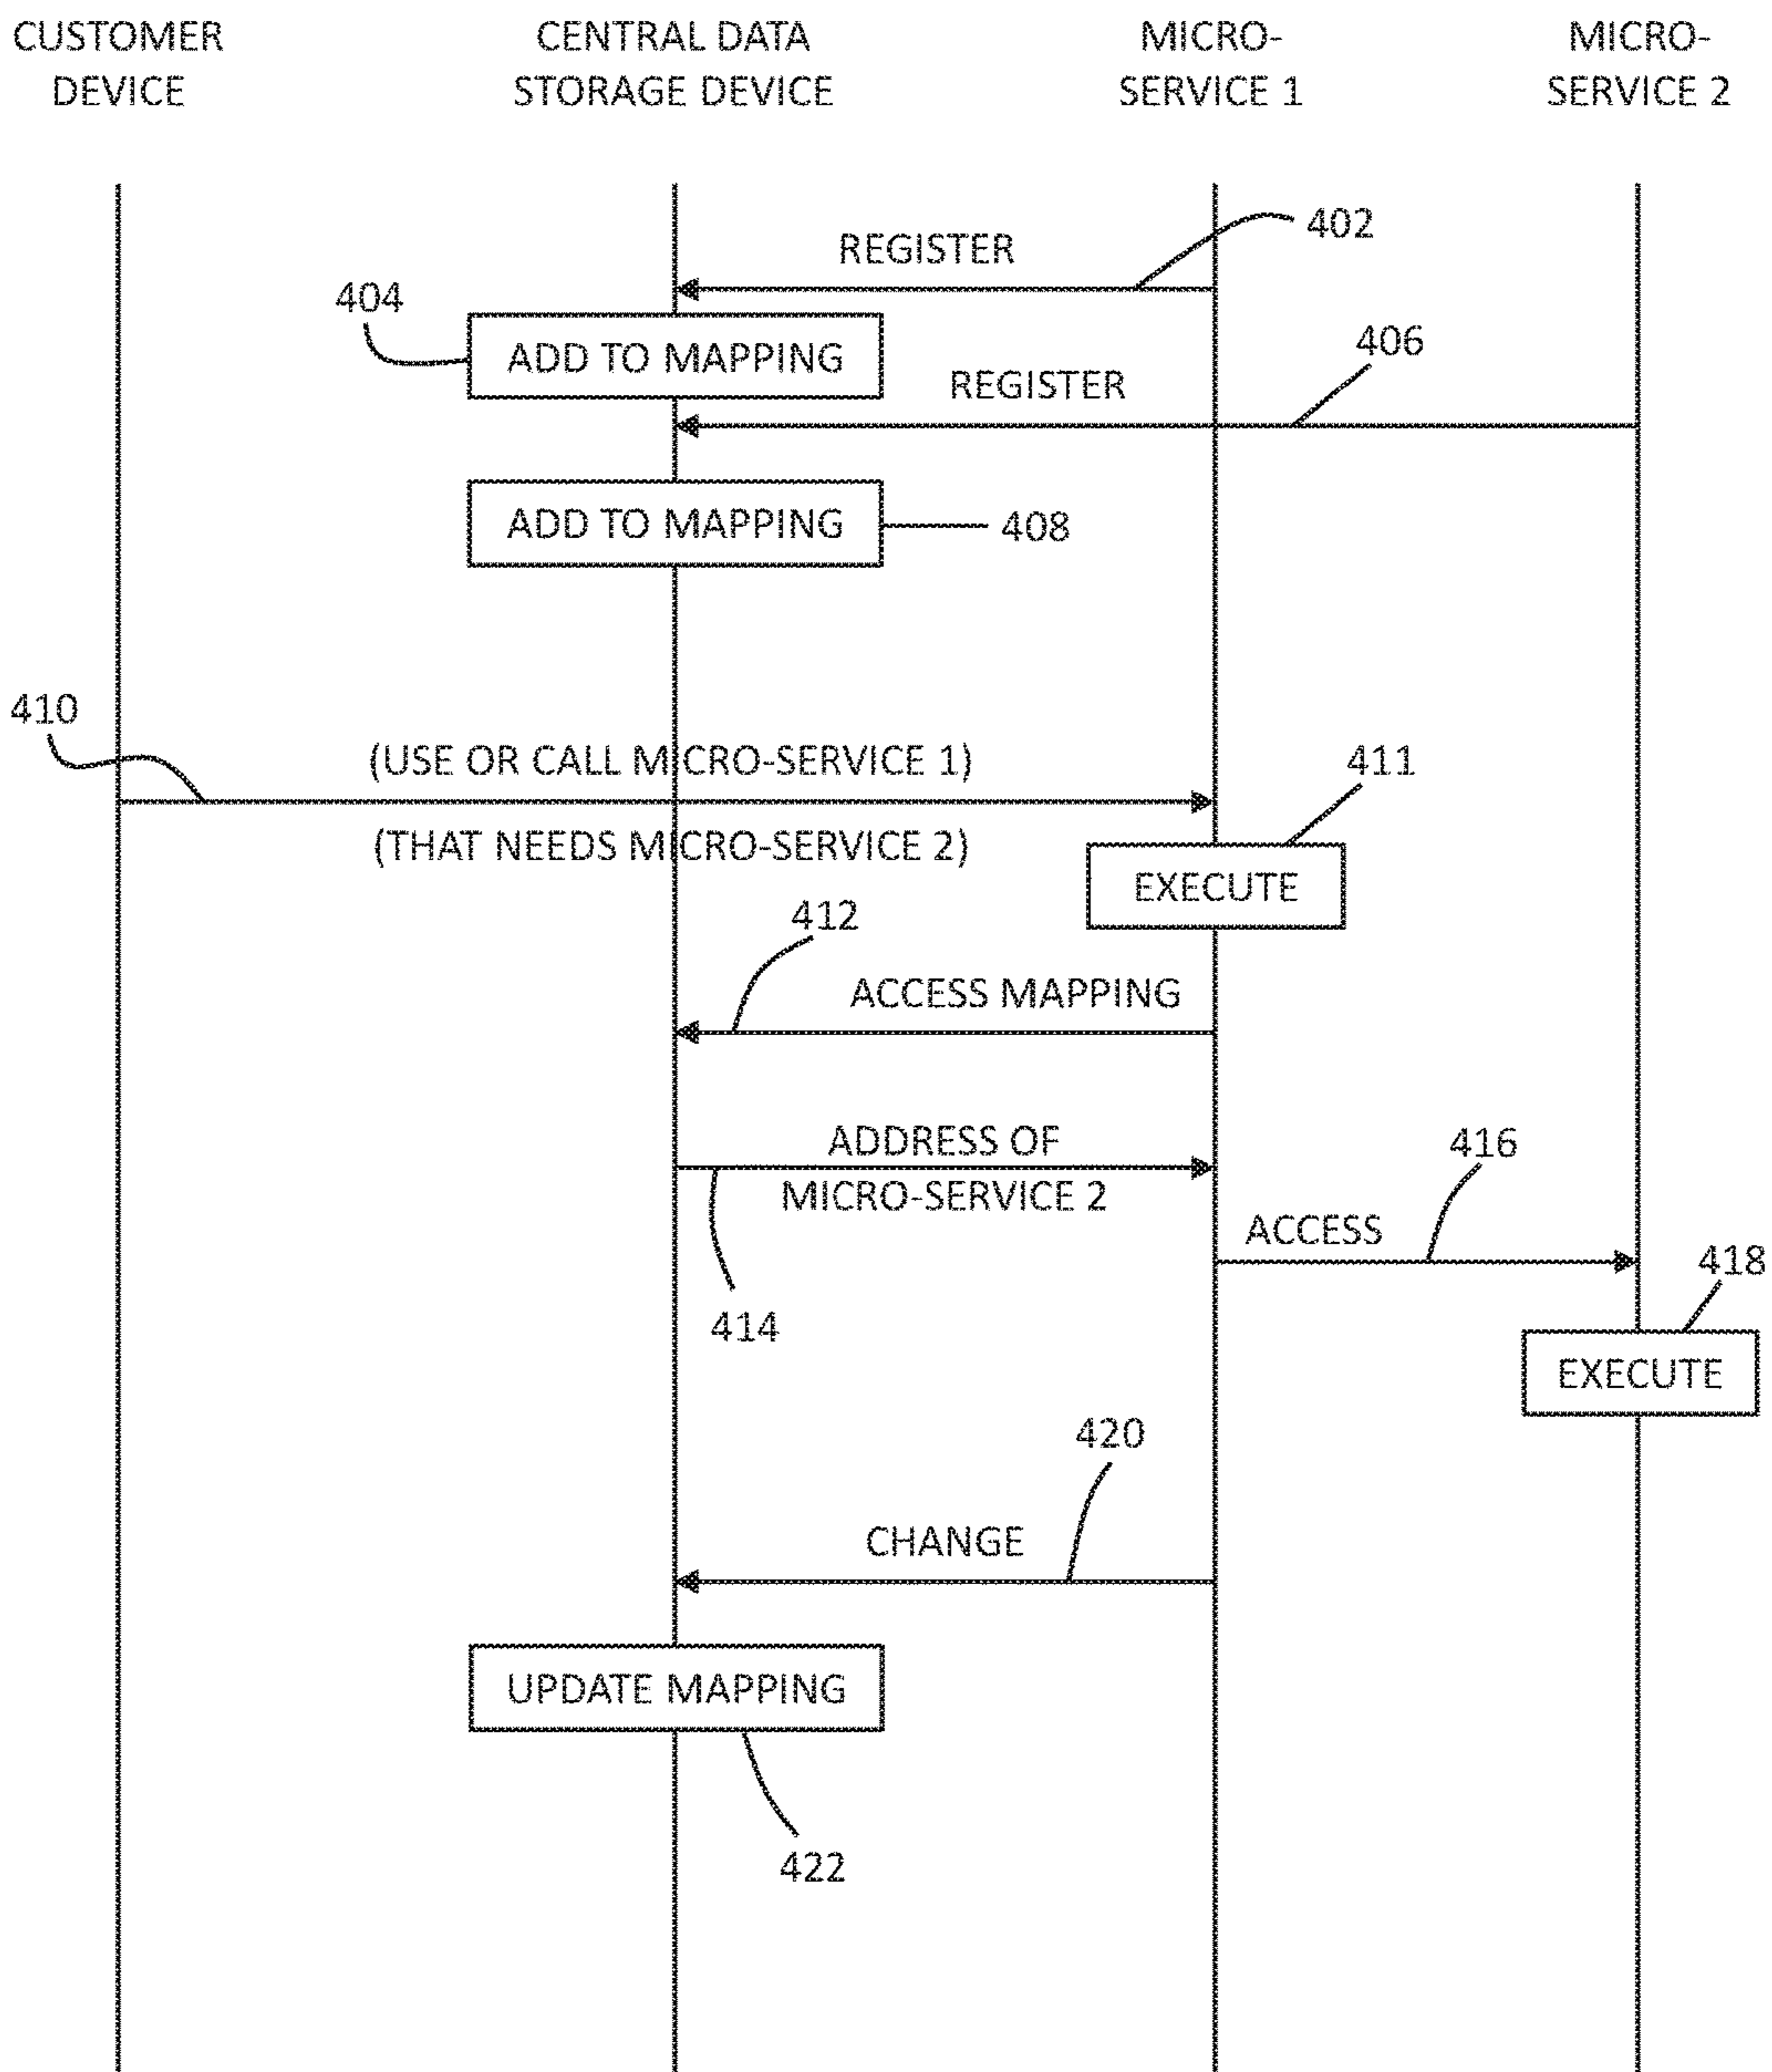 CUSTOMER
DEVICE
CENTRAL DATA
STORAGE DEVICE
MICRO-
SERVICE 1
MICRO-
SERVICE 2
REGISTER
402
404
ADD TO MAPPING
406
REGISTER
ADD TO MAPPING
408
410
(USE OR CALL MICRO-SERVICE 1)
(THAT NEEDS MICRO-SERVICE 2)
411
EXECUTE
412
ACCESS MAPPING
ADDRESS OF
MICRO-SERVICE 2
414
416
ACCESS
418
EXECUTE
420
CHANGE
UPDATE MAPPING
422